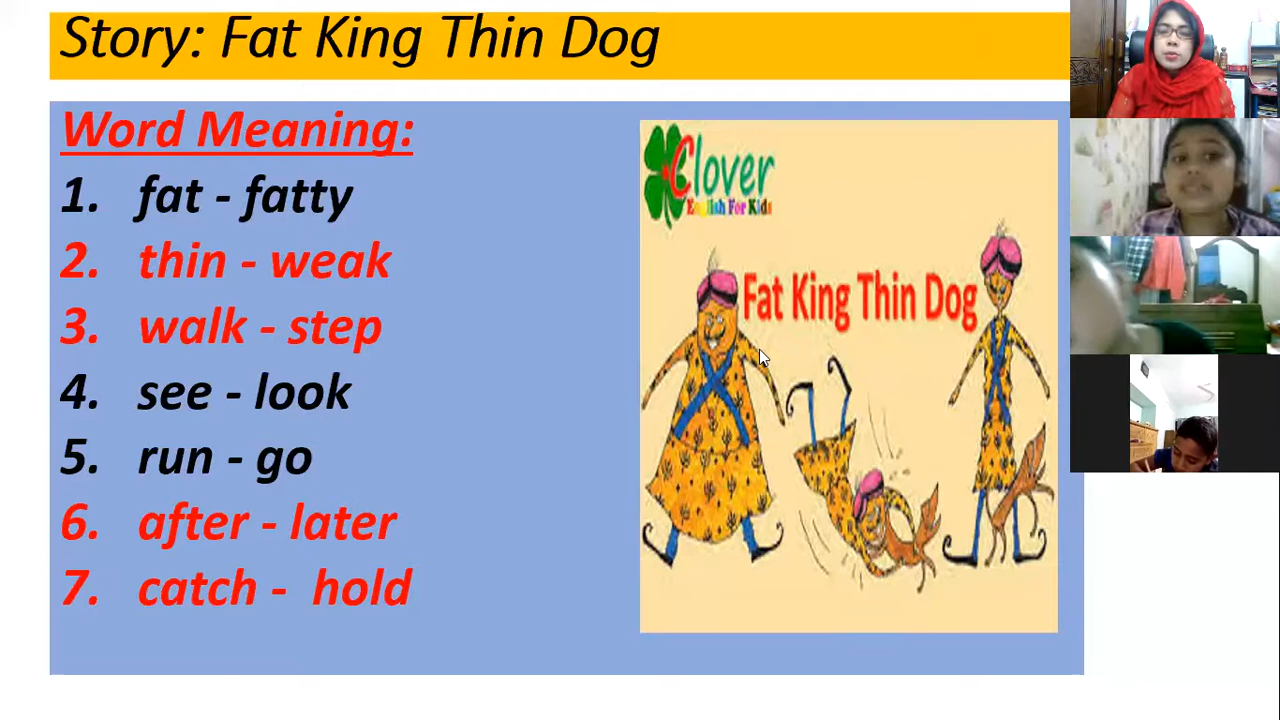 Story: Fat King Thin Dog
Word Meaning:
1. fat - fatty
2. thin - weak
3. walk - step
4. see - look
5. run - go
6. after - later
7. catch - hold
Clover
English For Kids
Fat King Thin Dog